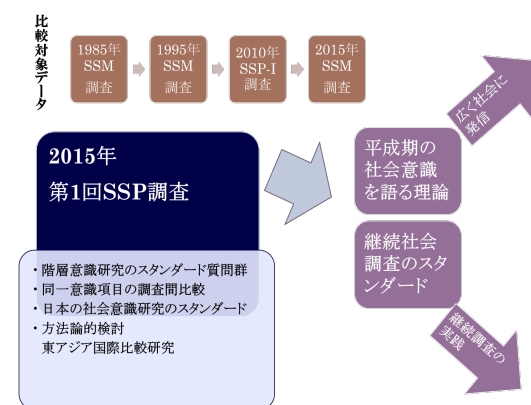 比較対象データ
1985年
SSM
調査
1995年
SSM
調査
2010年
SSP-I
調査
2015年
SSM
調査
2015年
第1回SSP調査
・階層意識研究のスタンダード質問群
・同一意識項目の調査間比較
・日本の社会意識研究のスタンダード
・方法論的検討
東アジア国際比較研究
平成期の
社会意識
を語る理論
継続社会
調査のスタ
ンダード
広く社会に
発信
継続調査の
実践